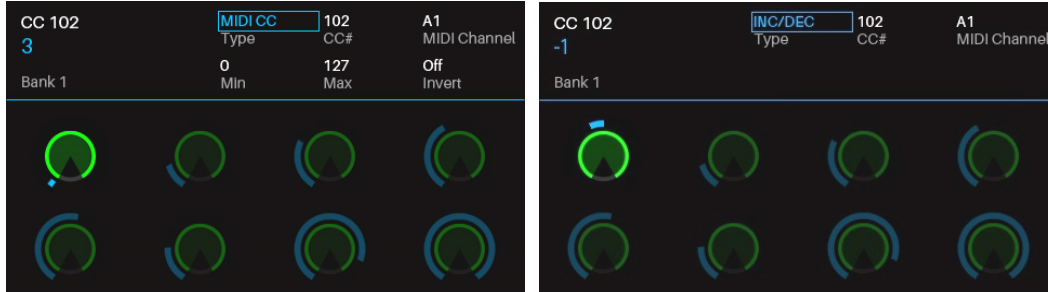 CC 102 MIDI CC 102 A1
3 Type CC# MIDI Channel
0 127 Off
Bank 1 Min Max Invert
CC 102 INC/DEC 102 A1
-1 Type CC# MIDI Channel
Bank 1